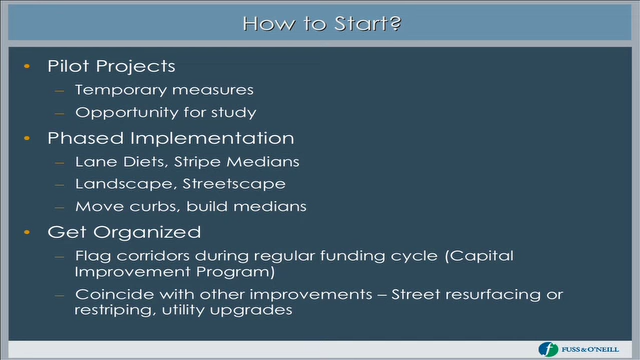 How to Start?
• Pilot Projects
– Temporary measures
– Opportunity for study
• Phased Implementation
– Lane Diets, Stripe Medians
– Landscape, Streetscape
– Move curbs, build medians
• Get Organized
– Flag corridors during regular funding cycle (Capital
Improvement Program)
– Coincide with other improvements – Street resurfacing or
restriping, utility upgrades
FUSS & O'NEILL